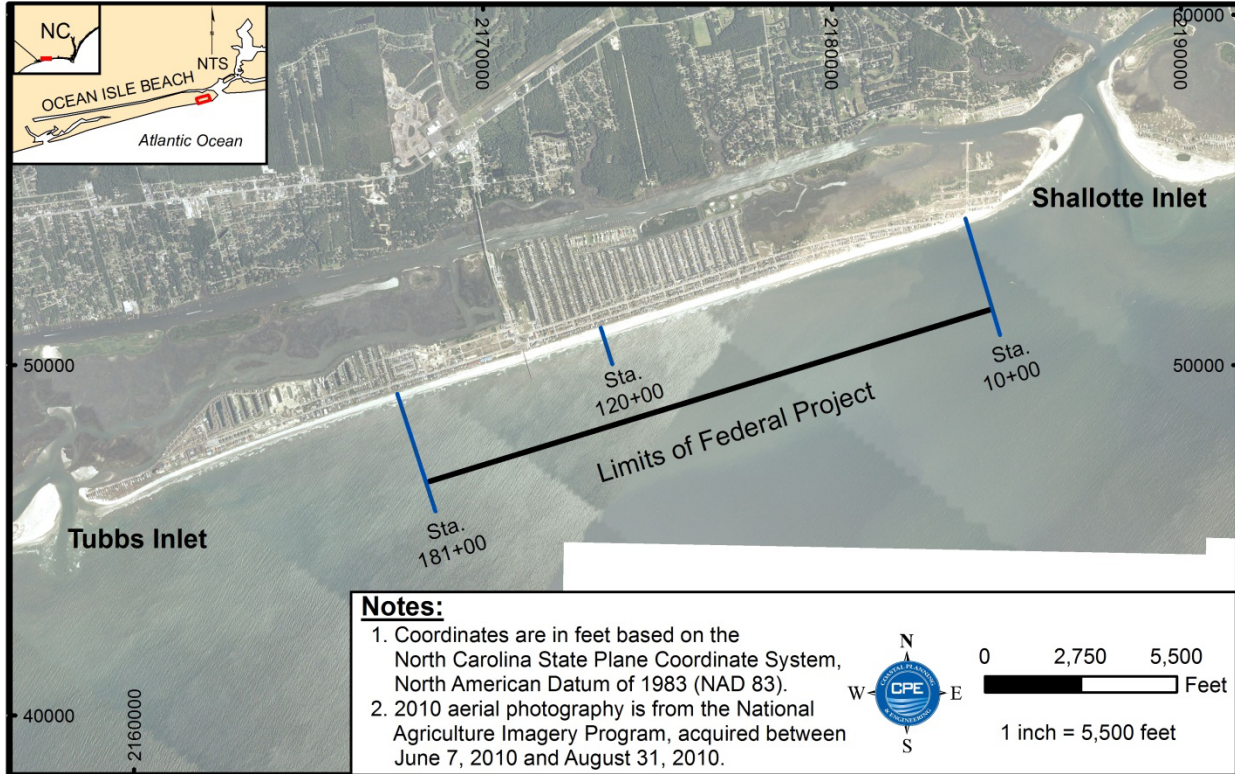 NC
NTS
OCEAN ISLE BEACH
Atlantic Ocean
2170000
2180000
2190000
60000
Shallotte Inlet
50000
50000
Sta.
10+00
Sta.
120+00
Limits of Federal Project
Sta.
181+00
Tubbs Inlet
40000
2160000
Notes:
1. Coordinates are in feet based on the
North Carolina State Plane Coordinate System,
North American Datum of 1983 (NAD 83).
2. 2010 aerial photography is from the National
Agriculture Imagery Program, acquired between
June 7, 2010 and August 31, 2010.
N
W
E
S
COASTAL PLANNING
CPE
& ENGINEERING
0 2,750 5,500
Feet
1 inch = 5,500 feet